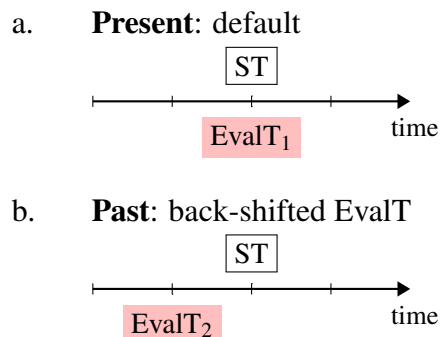 a. Present: default
ST
time
EvalT₁
b. Past: back-shifted EvalT
ST
time
EvalT₂